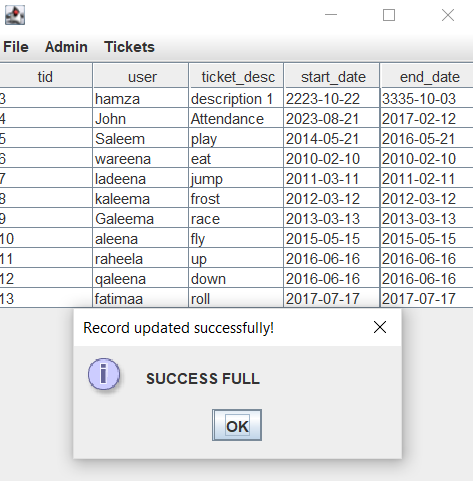 File Admin Tickets
tid user ticket_desc start_date end_date
3 hamza description 1 2223-10-22 3335-10-03
4 John Attendance 2023-08-21 2017-02-12
5 Saleem play 2014-05-21 2016-05-21
6 wareena eat 2010-02-10 2010-02-10
7 ladeena jump 2011-03-11 2011-02-11
8 kaleema frost 2012-03-12 2012-03-12
9 Galeema race 2013-03-13 2013-03-13
10 aleena fly 2015-05-15 2015-05-15
11 raheela up 2016-06-16 2016-06-16
12 qaleena down 2016-06-16 2016-06-16
13 fatimaa roll 2017-07-17 2017-07-17
Record updated successfully!
SUCCESS FULL
OK